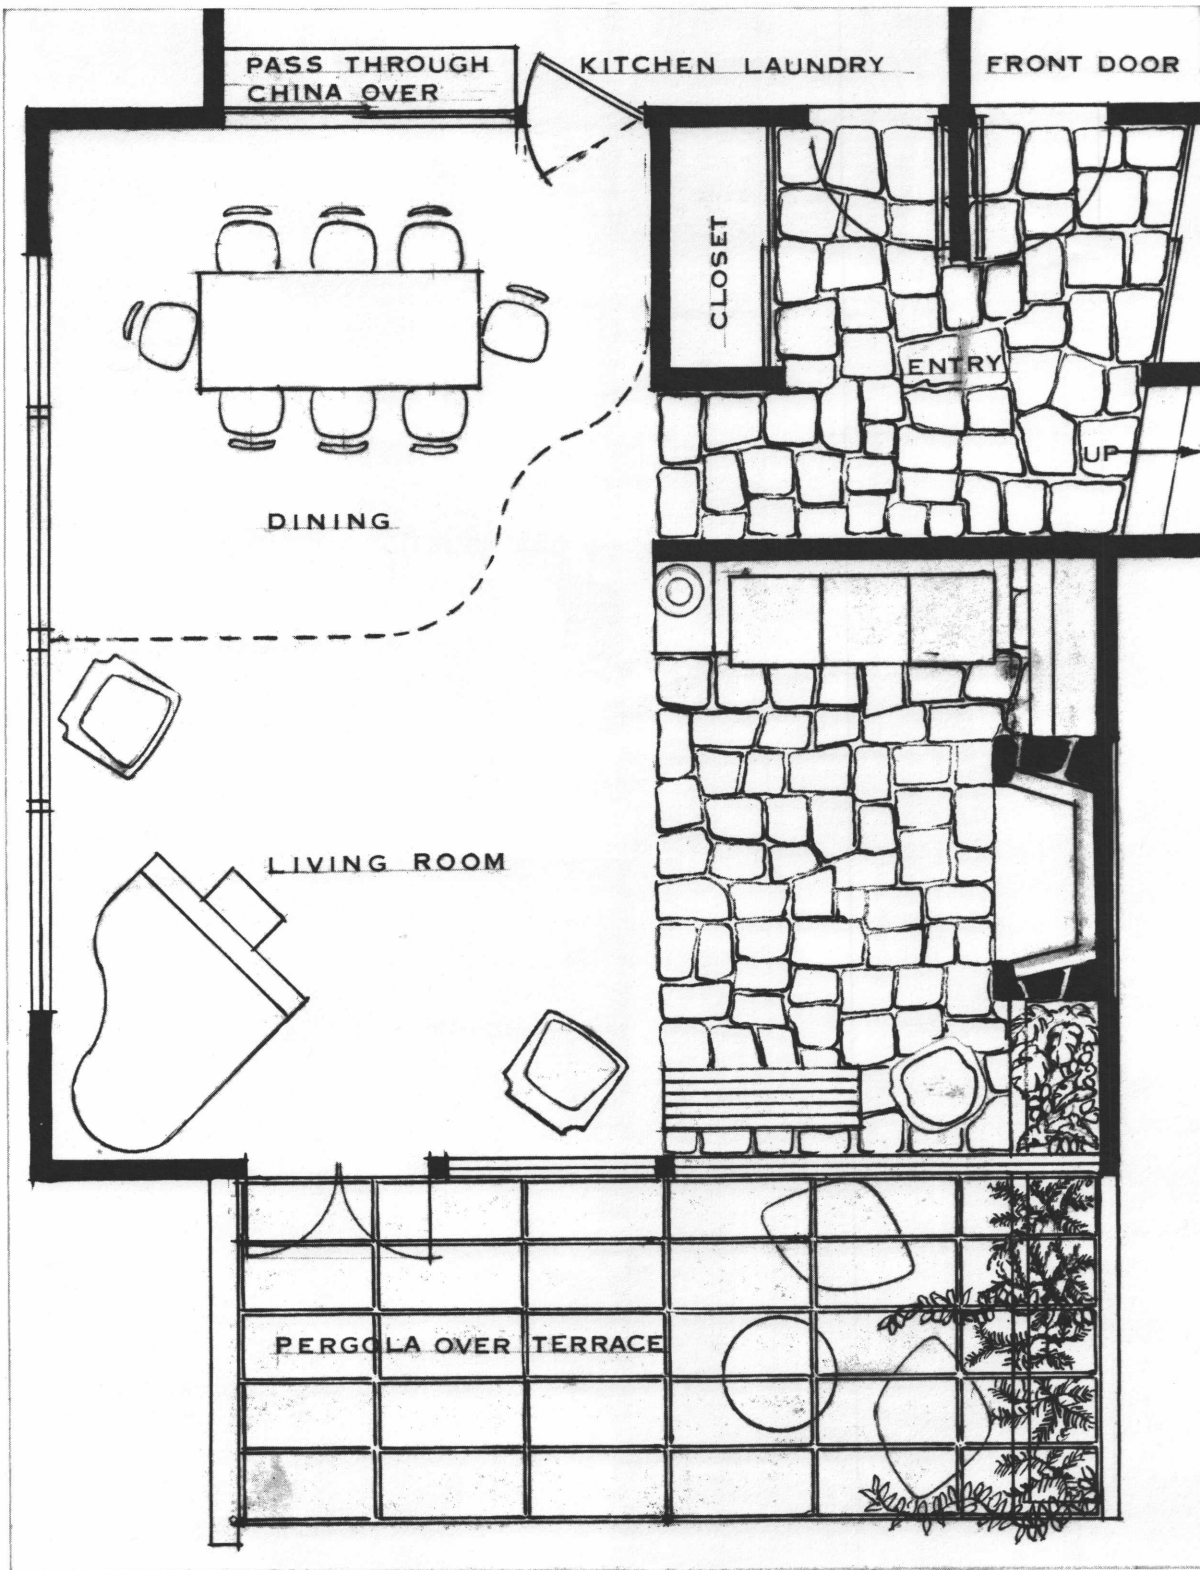 PASS THROUGH
CHINA OVER
KITCHEN LAUNDRY
FRONT DOOR
CLOSET
ENTRY
UP
DINING
LIVING ROOM
PERGOLA OVER TERRACE